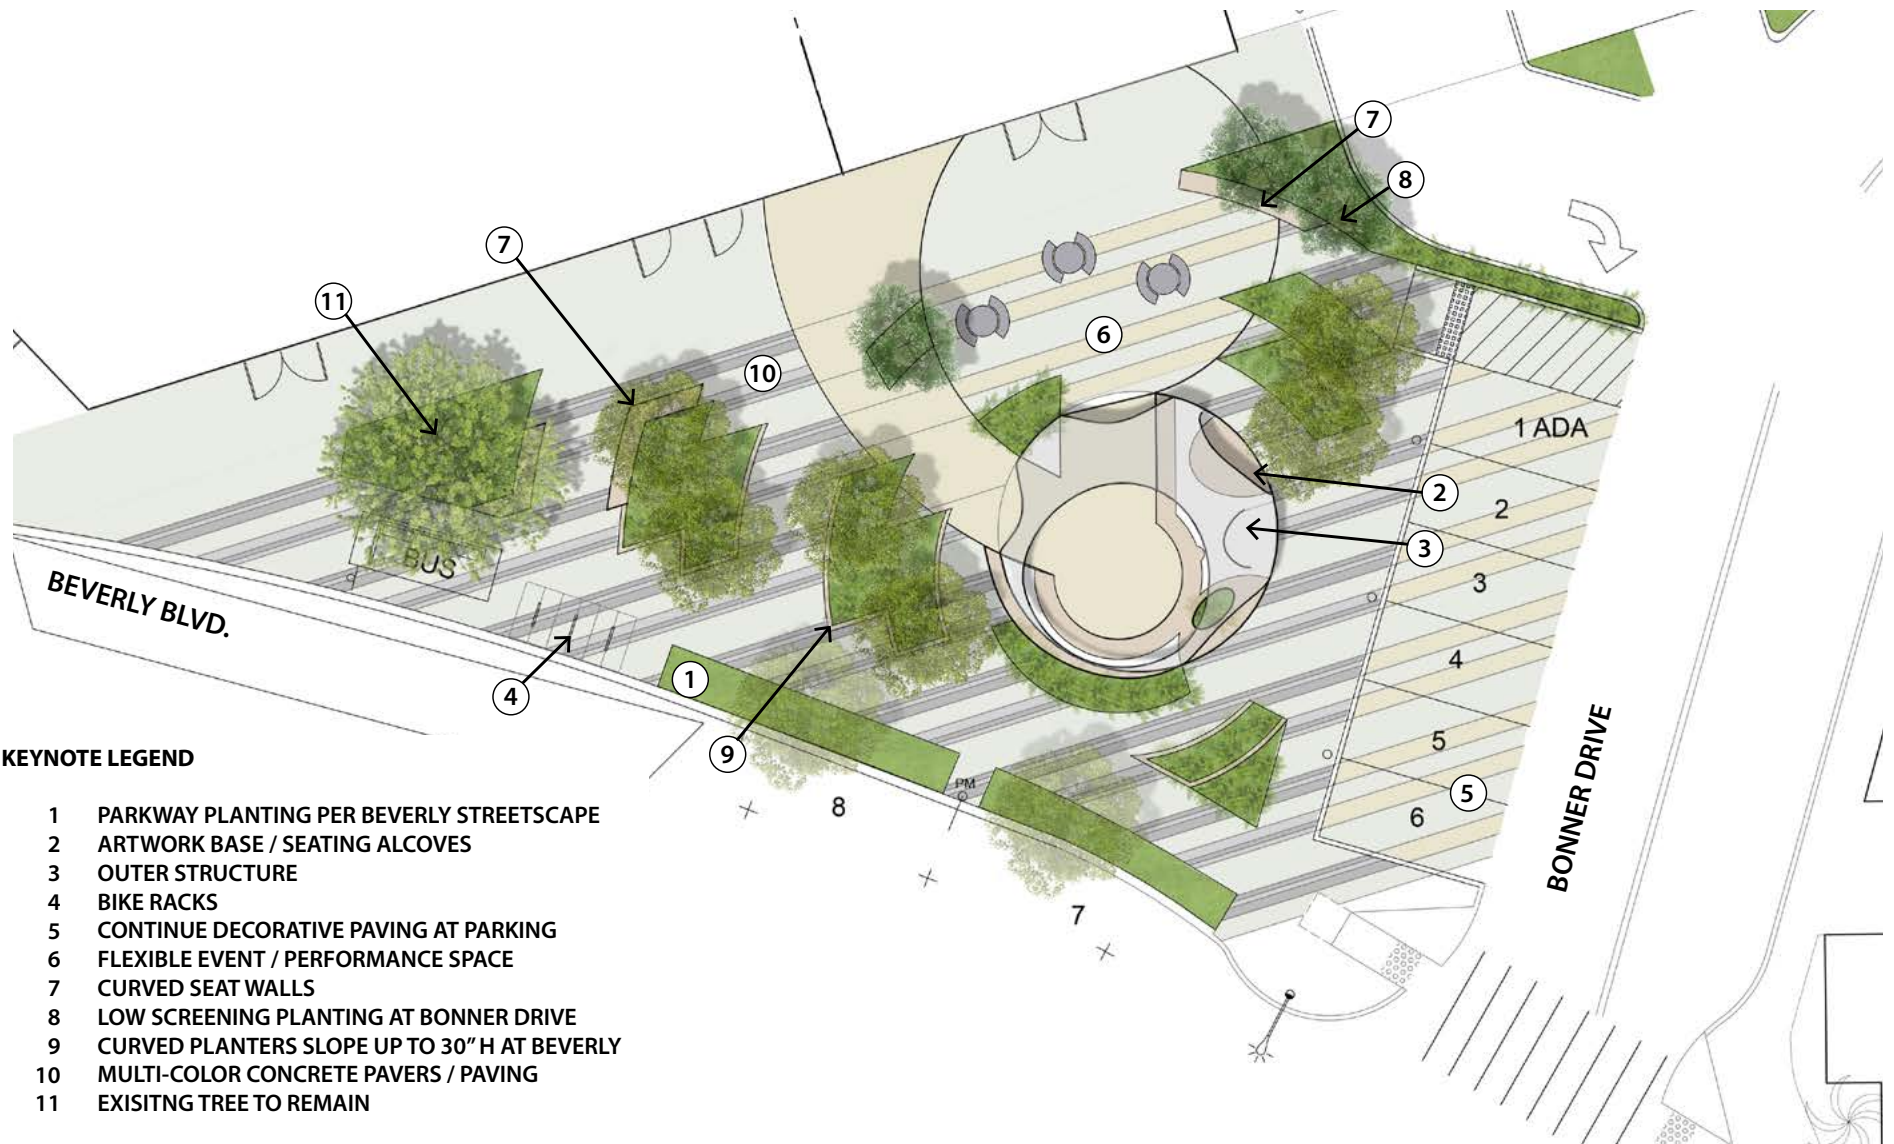 7
8
7
11
6
10
1 ADA
2
2
3
3
BUS
BEVERLY BLVD.
4
1
4
9
5
5
6
PM
8
7
BONNER DRIVE
KEYNOTE LEGEND
1 PARKWAY PLANTING PER BEVERLY STREETSCAPE
2 ARTWORK BASE / SEATING ALCOVES
3 OUTER STRUCTURE
4 BIKE RACKS
5 CONTINUE DECORATIVE PAVING AT PARKING
6 FLEXIBLE EVENT / PERFORMANCE SPACE
7 CURVED SEAT WALLS
8 LOW SCREENING PLANTING AT BONNER DRIVE
9 CURVED PLANTERS SLOPE UP TO 30” H AT BEVERLY
10 MULTI-COLOR CONCRETE PAVERS / PAVING
11 EXISITNG TREE TO REMAIN